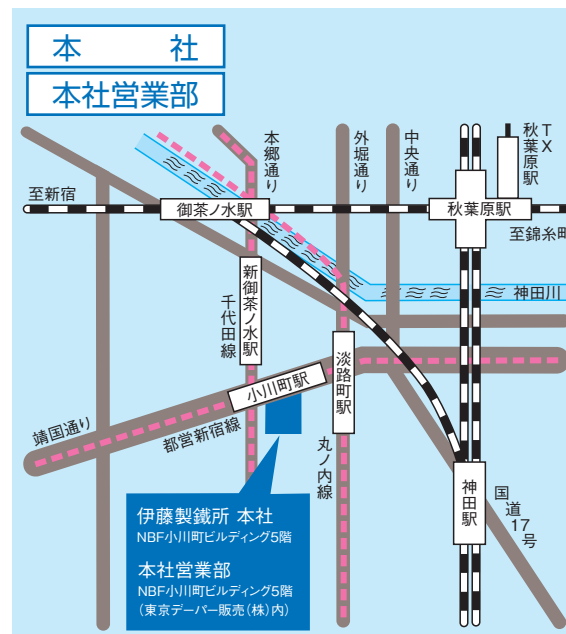 本　　社
本社営業部
本郷通り
外堀通り
中央通り
TX
秋葉原駅
至新宿
御茶ノ水駅
秋葉原駅
至錦糸町
神田川
新御茶ノ水駅
千代田線
淡路町駅
小川町駅
靖国通り
都営新宿線
丸ノ内線
神田駅
国道17号
伊藤製鐵所 本社
NBF小川町ビルディング5階
本社営業部
NBF小川町ビルディング5階
（東京デーバー販売（株）内）